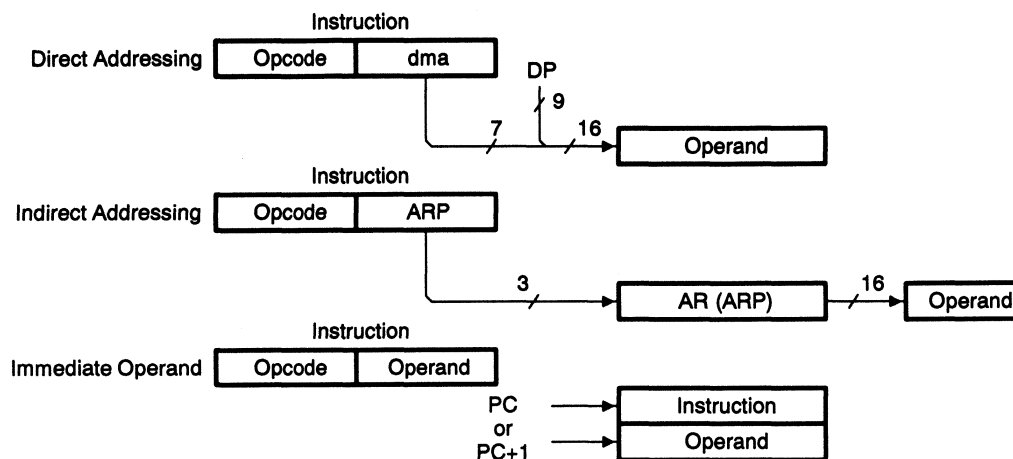 Instruction
Direct Addressing Opcode dma
DP
9
7 16
Operand
Instruction
Indirect Addressing Opcode ARP
3 16
AR (ARP) Operand
Instruction
Immediate Operand Opcode Operand
PC Instruction
or
PC+1 Operand